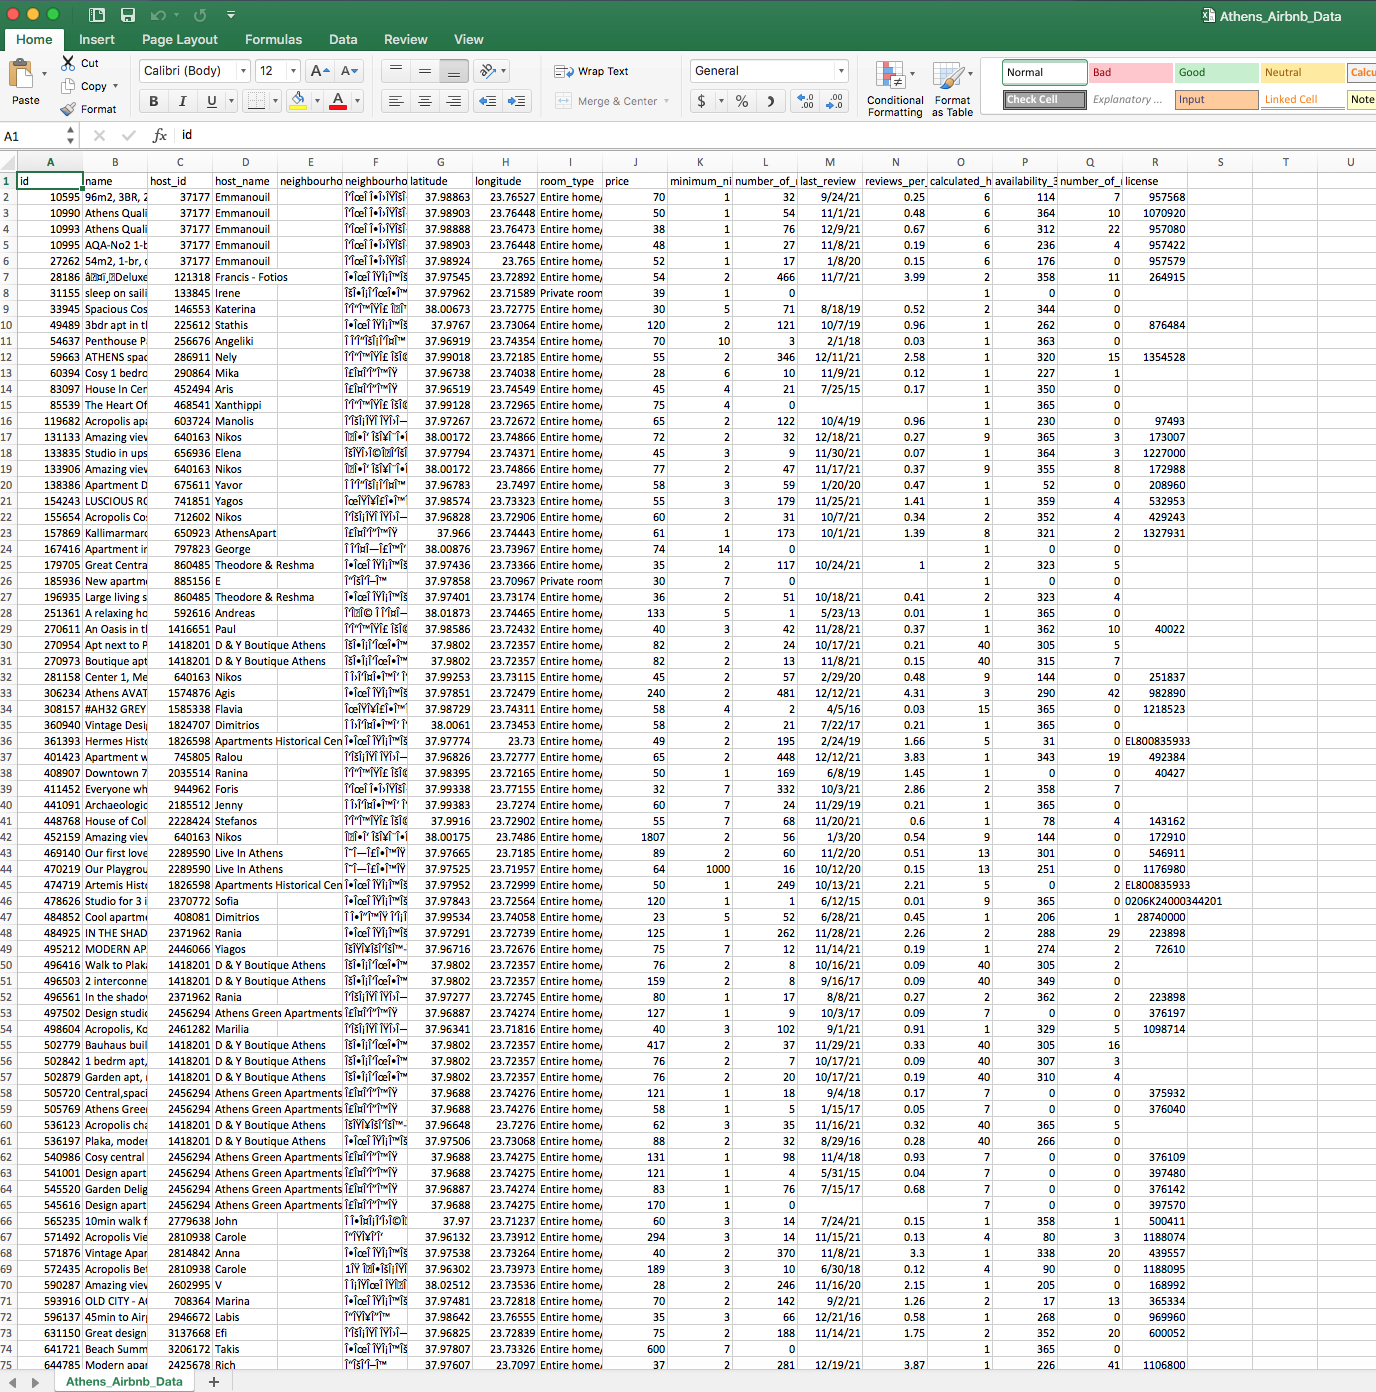 Athens_Airbnb_Data
Home Insert Page Layout Formulas Data Review View
Paste Cut Copy Format
Calibri (Body) 12 A A B I U A
Wrap Text Merge & Center
General $ % Conditional Formatting Format as Table
Normal Bad Good Neutral Calcu
Check Cell Explanatory ... Input Linked Cell Note
A1 fx id
A B C D E F G H I J K L M N O P Q R S T U
1 id name host_id host_name neighbourho neighbourho latitude longitude room_type price minimum_ni number_of_ last_review reviews_per_ calculated_h availability_3 number_of_ license
2 10595 96m2, 3BR, 2 37177 Emmanouil 37.98863 23.76527 Entire home/ 70 1 32 9/24/21 0.25 6 114 7 957568
3 10990 Athens Quali 37177 Emmanouil 37.98903 23.76448 Entire home/ 50 1 54 11/1/21 0.48 6 364 10 1070920
4 10993 Athens Quali 37177 Emmanouil 37.98888 23.76473 Entire home/ 38 1 76 12/9/21 0.67 6 312 22 957080
5 10995 AQA-No2 1-b 37177 Emmanouil 37.98903 23.76448 Entire home/ 48 1 27 11/8/21 0.19 6 236 4 957422
6 27262 54m2, 1-br, 37177 Emmanouil 37.98924 23.765 Entire home/ 52 1 17 1/8/20 0.15 6 176 0 957579
7 28186 Deluxe 121318 Francis - Fotios 37.97545 23.72892 Entire home/ 54 2 466 11/7/21 3.99 2 358 11 264915
8 31155 sleep on saili 133845 Irene 37.97962 23.71589 Private room 39 1 0 1 0 0
9 33945 Spacious Cos 146553 Katerina 38.00673 23.72775 Entire home/ 30 5 71 8/18/19 0.52 2 344 0
10 49489 3bdr apt in tl 225612 Stathis 37.9767 23.73064 Entire home/ 120 2 121 10/7/19 0.96 1 262 0 876484
11 54637 Penthouse P 256676 Angeliki 37.96919 23.74354 Entire home/ 70 10 3 2/1/18 0.03 1 363 0
12 59663 ATHENS spac 286911 Nely 37.99018 23.72185 Entire home/ 55 2 346 12/11/21 2.58 1 320 15 1354528
13 60394 Cosy 1 bedro 290864 Mika 37.96738 23.74038 Entire home/ 28 6 10 11/9/21 0.12 1 227 1
14 83097 House In Cer 452494 Aris 37.96519 23.74549 Entire home/ 45 4 21 7/25/15 0.17 1 350 0
15 85539 The Heart Of 468541 Xanthippi 37.99128 23.72965 Entire home/ 75 4 0 1 365 0
16 119682 Acropolis apa 603724 Manolis 37.97267 23.72672 Entire home/ 65 2 122 10/4/19 0.96 1 230 0 97493
17 131133 Amazing viev 640163 Nikos 38.00172 23.74866 Entire home/ 72 2 32 12/18/21 0.27 9 365 3 173007
18 133835 Studio in ups 656936 Elena 37.97794 23.74371 Entire home/ 45 3 9 11/30/21 0.07 1 364 3 1227000
19 133906 Amazing viev 640163 Nikos 38.00172 23.74866 Entire home/ 77 2 47 11/17/21 0.37 9 355 8 172988
20 138386 Apartment D 675611 Yavor 37.96783 23.7497 Entire home/ 58 3 59 1/20/20 0.47 1 52 0 208960
21 154243 LUSCIOUS RO 741851 Yagos 37.98574 23.73323 Entire home/ 55 3 179 11/25/21 1.41 1 359 4 532953
22 155654 Acropolis Cos 712602 Nikos 37.96828 23.72906 Entire home/ 60 2 31 10/7/21 0.34 2 352 4 429243
23 157869 Kallimarmaro 650923 AthensApart 37.966 23.74443 Entire home/ 61 1 173 10/1/21 1.39 8 321 2 1327931
24 167416 Apartment ir 797823 George 38.00876 23.73967 Entire home/ 74 14 0 1 0 0
25 179705 Great Centra 860485 Theodore & Reshma 37.97436 23.73366 Entire home/ 35 2 117 10/24/21 1 2 323 5
26 185936 New apartme 885156 E 37.97858 23.70967 Private room 30 7 0 1 0 0
27 196935 Large living s 860485 Theodore & Reshma 37.97401 23.73174 Entire home/ 36 2 51 10/18/21 0.41 2 323 4
28 251361 A relaxing ho 592616 Andreas 38.01873 23.74465 Entire home/ 133 5 1 5/23/13 0.01 1 365 0
29 270611 An Oasis in tl 1416651 Paul 37.98586 23.72432 Entire home/ 40 3 42 11/28/21 0.37 1 362 10 40022
30 270954 Apt next to P 1418201 D & Y Boutique Athens 37.9802 23.72357 Entire home/ 82 2 24 10/17/21 0.21 40 305 5
31 270973 Boutique apt 1418201 D & Y Boutique Athens 37.9802 23.72357 Entire home/ 82 2 13 11/8/21 0.15 40 315 7
32 281158 Center 1, Me 640163 Nikos 37.99253 23.73115 Entire home/ 45 2 57 2/29/20 0.48 9 144 0 251837
33 306234 Athens AVAT 1574876 Agis 37.97851 23.72479 Entire home/ 240 2 481 12/12/21 4.31 3 290 42 982890
34 308157 #AH32 GREY 1585338 Flavia 37.98729 23.74311 Entire home/ 58 4 2 4/5/16 0.03 15 365 0 1218523
35 360940 Vintage Desi 1824707 Dimitrios 38.0061 23.73453 Entire home/ 58 2 21 7/22/17 0.21 1 365 0
36 361393 Hermes Histo 1826598 Apartments Historical Cen 37.97774 23.73 Entire home/ 49 2 195 2/24/19 1.66 5 31 0 EL800835933
37 401423 Apartment w 745805 Ralou 37.96826 23.72777 Entire home/ 65 2 448 12/12/21 3.83 1 343 19 492384
38 408907 Downtown 7 2035514 Ranina 37.98395 23.72165 Entire home/ 50 1 169 6/8/19 1.45 1 0 0 40427
39 411452 Everyone wh 944962 Foris 37.99338 23.77155 Entire home/ 32 7 332 10/3/21 2.86 2 358 7
40 441091 Archaeologic 2185512 Jenny 37.99383 23.7274 Entire home/ 60 7 24 11/29/19 0.21 1 365 0
41 448768 House of Col 2228424 Stefanos 37.9916 23.72902 Entire home/ 55 7 68 11/20/21 0.6 1 78 4 143162
42 452159 Amazing viev 640163 Nikos 38.00175 23.7486 Entire home/ 1807 2 56 1/3/20 0.54 9 144 0 172910
43 469140 Our first love 2289590 Live In Athens 37.97665 23.7185 Entire home/ 89 2 60 11/2/20 0.51 13 301 0 546911
44 470219 Our Playgrou 2289590 Live In Athens 37.97525 23.71957 Entire home/ 64 1000 16 10/12/20 0.15 13 251 0 1176980
45 474719 Artemis Histo 1826598 Apartments Historical Cen 37.97952 23.72999 Entire home/ 50 1 249 10/13/21 2.21 5 0 2 EL800835933
46 478626 Studio for 3 i 2370772 Sofia 37.97843 23.72564 Entire home/ 120 1 1 6/12/15 0.01 9 365 0 0206K24000344201
47 484852 Cool apartme 408081 Dimitrios 37.99534 23.74058 Entire home/ 23 5 52 6/28/21 0.45 1 206 1 28740000
48 484925 IN THE SHAD 2371962 Rania 37.97291 23.72739 Entire home/ 125 1 262 11/28/21 2.26 2 288 29 223898
49 495212 MODERN AP 2446066 Yiagos 37.96716 23.72676 Entire home/ 75 7 12 11/14/21 0.19 1 274 2 72610
50 496416 Walk to Plaka 1418201 D & Y Boutique Athens 37.9802 23.72357 Entire home/ 76 2 8 10/16/21 0.09 40 305 2
51 496503 2 interconne 1418201 D & Y Boutique Athens 37.9802 23.72357 Entire home/ 159 2 8 9/16/17 0.09 40 349 0
52 496561 In the shadov 2371962 Rania 37.97277 23.72745 Entire home/ 80 1 17 8/8/21 0.27 2 362 2 223898
53 497502 Design studio 2456294 Athens Green Apartments 37.96887 23.74274 Entire home/ 127 1 9 10/3/17 0.09 7 0 0 376197
54 498604 Acropolis, Ko 2461282 Marilia 37.96341 23.71816 Entire home/ 40 3 102 9/1/21 0.91 1 329 5 1098714
55 502779 Bauhaus buil 1418201 D & Y Boutique Athens 37.9802 23.72357 Entire home/ 417 2 37 11/29/21 0.33 40 305 16
56 502842 1 bedrm apt, 1418201 D & Y Boutique Athens 37.9802 23.72357 Entire home/ 76 2 7 10/17/21 0.09 40 307 3
57 502879 Garden apt, 1418201 D & Y Boutique Athens 37.9802 23.72357 Entire home/ 76 2 20 10/17/21 0.19 40 310 4
58 505720 Central,spaci 2456294 Athens Green Apartments 37.9688 23.74276 Entire home/ 121 1 18 9/4/18 0.17 7 0 0 375932
59 505769 Athens Greer 2456294 Athens Green Apartments 37.9688 23.74276 Entire home/ 58 1 5 1/15/17 0.05 7 0 0 376040
60 536123 Acropolis cha 1418201 D & Y Boutique Athens 37.96648 23.7276 Entire home/ 62 3 35 11/16/21 0.32 40 365 5
61 536197 Plaka, moder 1418201 D & Y Boutique Athens 37.97506 23.73068 Entire home/ 88 2 32 8/29/16 0.28 40 266 0
62 540986 Cosy central 2456294 Athens Green Apartments 37.9688 23.74275 Entire home/ 131 1 98 11/4/18 0.93 7 0 0 376109
63 541001 Design apart 2456294 Athens Green Apartments 37.9688 23.74275 Entire home/ 121 1 4 5/31/15 0.04 7 0 0 397480
64 545520 Garden Delig 2456294 Athens Green Apartments 37.96887 23.74274 Entire home/ 83 1 76 7/15/17 0.68 7 0 0 376142
65 545616 Design apart 2456294 Athens Green Apartments 37.9688 23.74275 Entire home/ 170 1 0 7 0 0 397570
66 565235 10min walk f 2779638 John 37.97 23.71237 Entire home/ 60 3 14 7/24/21 0.15 1 358 1 500411
67 571492 Acropolis Vie 2810938 Carole 37.96132 23.73912 Entire home/ 294 3 14 11/15/21 0.13 4 80 3 1188074
68 571876 Vintage Apar 2814842 Anna 37.97538 23.73264 Entire home/ 40 2 370 11/8/21 3.3 1 338 20 439557
69 572435 Acropolis Bet 2810938 Carole 37.96302 23.73973 Entire home/ 189 3 10 6/30/18 0.12 4 90 0 1188095
70 590287 Amazing viev 2602995 V 38.02512 23.73536 Entire home/ 28 2 246 11/16/20 2.15 1 205 0 168992
71 593916 OLD CITY - A 708364 Marina 37.97481 23.72818 Entire home/ 70 2 142 9/2/21 1.26 2 17 13 365334
72 596137 45min to Air 2946672 Labis 37.98642 23.76555 Entire home/ 35 3 66 12/21/16 0.58 1 268 0 969960
73 631150 Great design 3137668 Efi 37.96825 23.72839 Entire home/ 75 2 188 11/14/21 1.75 2 352 20 600052
74 641721 Beach Summ 3206172 Takis 37.97807 23.73326 Entire home/ 600 7 0 1 365 0
75 644785 Modern apar 2425678 Rich 37.97607 23.7097 Entire home/ 37 2 281 12/19/21 3.87 1 226 41 1106800
Athens_Airbnb_Data +